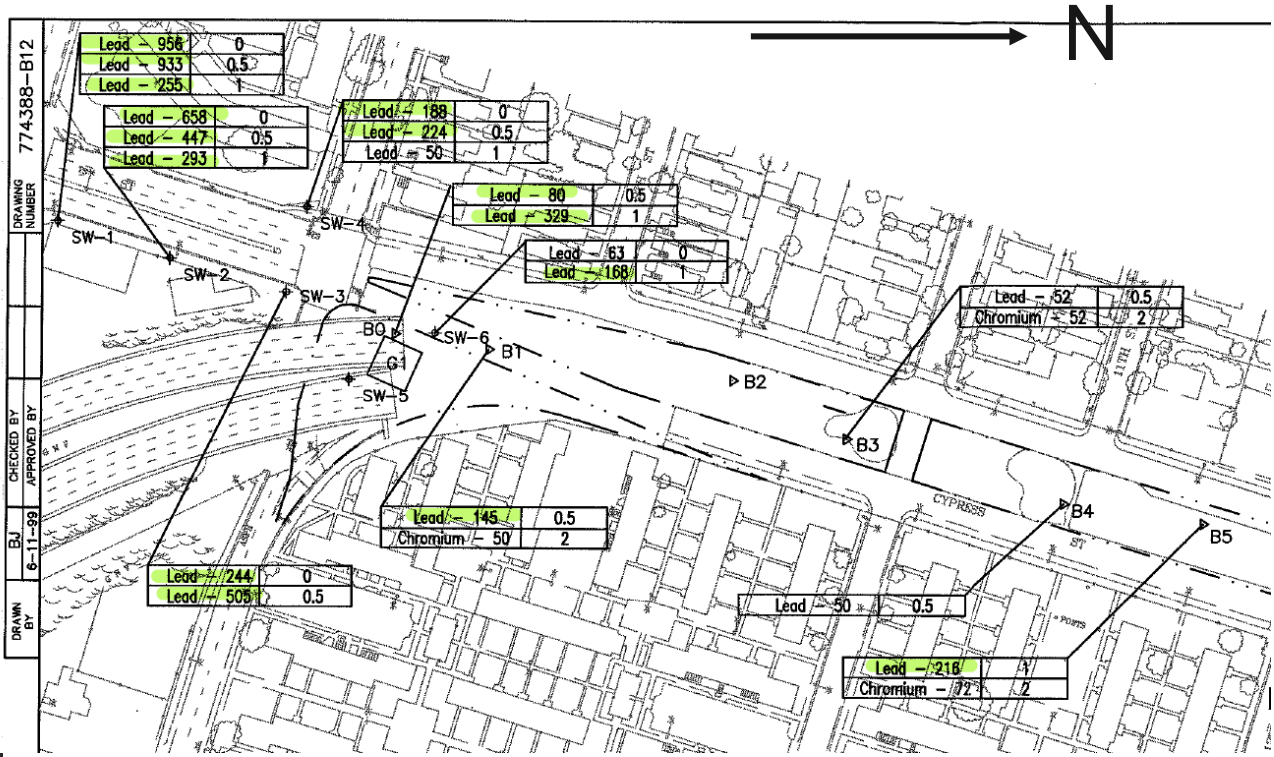 N
DRAWING NUMBER 774388-B12
CHECKED BY
APPROVED BY
BJ
6-11-99
DRAWN BY
Lead - 956 0
Lead - 933 0.5
Lead - 255 1
Lead - 658 0
Lead - 447 0.5
Lead - 293 1
Lead - 188 0
Lead - 224 0.5
Lead - 50 1
Lead - 80 0.5
Lead - 329 1
Lead - 63 0
Lead - 168 1
Lead - 52 0.5
Chromium - 52 2
ST
11TH S
SW-1
SW-2
SW-3
SW-4
B0
SW-6
B1
G1
SW-5
B2
B3
B4
B5
CYPRESS
ST
Lead - 145 0.5
Chromium - 50 2
Lead - 244 0
Lead - 505 0.5
Lead - 50 0.5
PORTS
Lead - 216 1
Chromium - 72 2